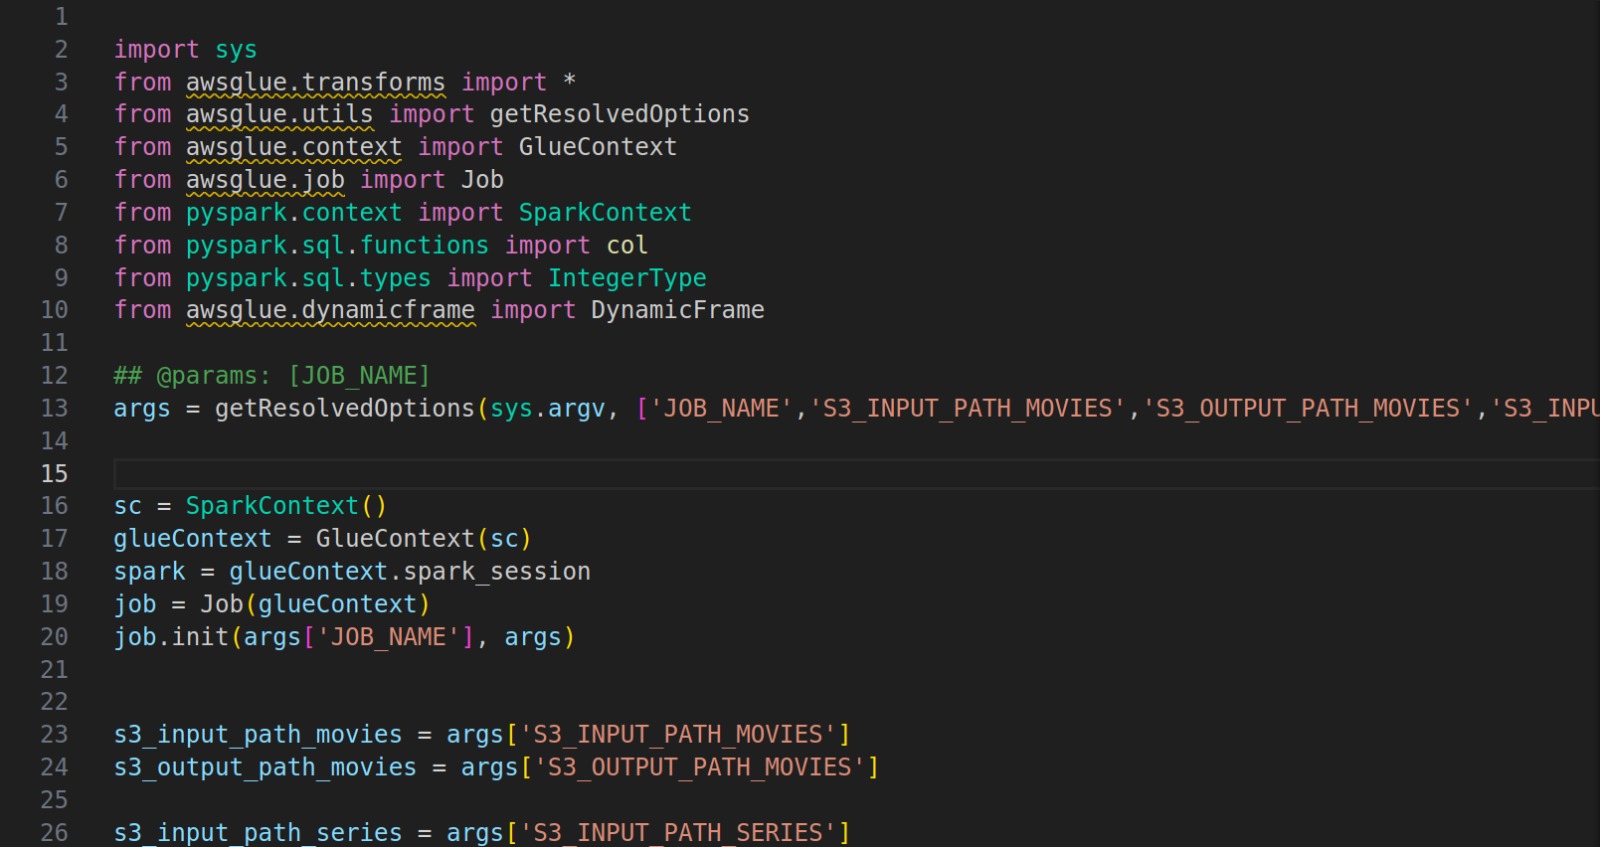 1
2 import sys
3 from awsglue.transforms import *
4 from awsglue.utils import getResolvedOptions
5 from awsglue.context import GlueContext
6 from awsglue.job import Job
7 from pyspark.context import SparkContext
8 from pyspark.sql.functions import col
9 from pyspark.sql.types import IntegerType
10 from awsglue.dynamicframe import DynamicFrame
11
12 ## @params: [JOB_NAME]
13 args = getResolvedOptions(sys.argv, ['JOB_NAME','S3_INPUT_PATH_MOVIES','S3_OUTPUT_PATH_MOVIES','S3_INPU
14
15
16 sc = SparkContext()
17 glueContext = GlueContext(sc)
18 spark = glueContext.spark_session
19 job = Job(glueContext)
20 job.init(args['JOB_NAME'], args)
21
22
23 s3_input_path_movies = args['S3_INPUT_PATH_MOVIES']
24 s3_output_path_movies = args['S3_OUTPUT_PATH_MOVIES']
25
26 s3_input_path_series = args['S3_INPUT_PATH_SERIES']